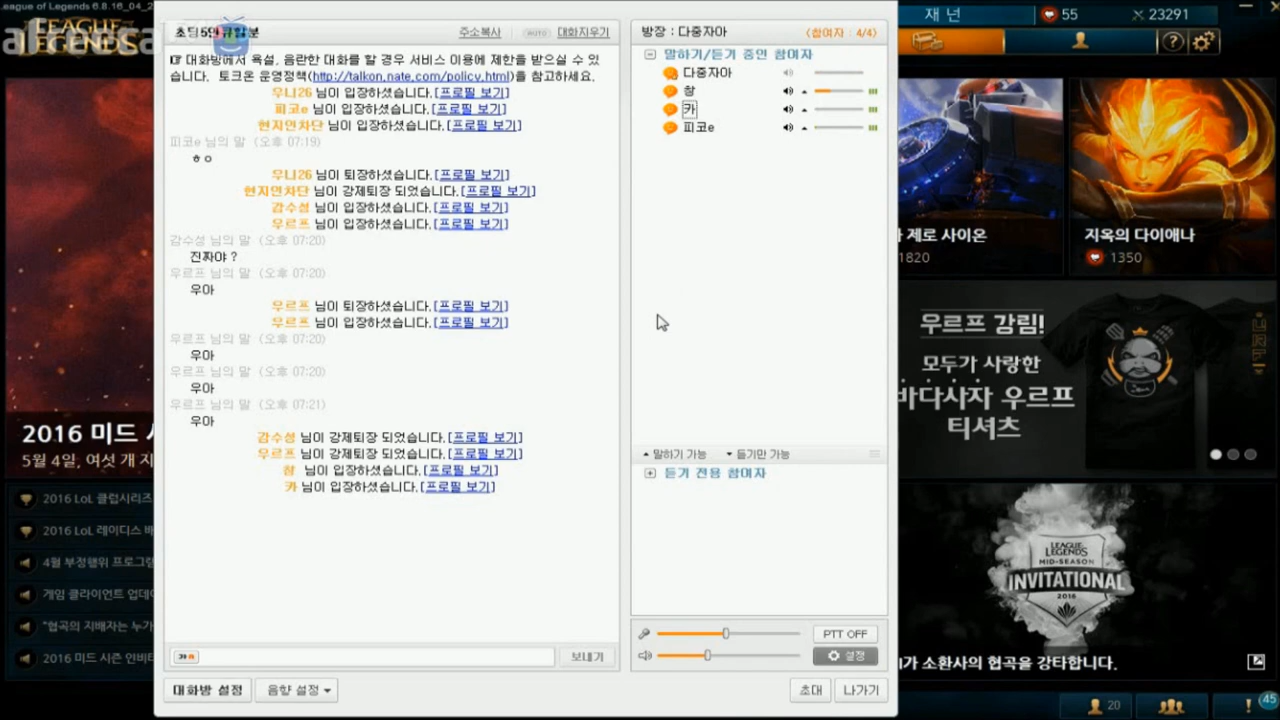 eague of Legends 6.8.16_04_2
LEAGUE
LEGENDS
초딩5인큐할분
주소복사
AUTO
대화지우기
☞ 대화방에서 욕설, 음란한 대화를 할 경우 서비스 이용에 제한을 받으실 수 있
습니다. 토크온 운영정책(http://talkon.nate.com/policy.html)을 참고하세요.
우니26 님이 입장하셨습니다.[프로필 보기]
피코e 님이 입장하셨습니다.[프로필 보기]
현지인차단 님이 입장하셨습니다.[프로필 보기]
피코e 님의 말 (오후 07:19)
ㅎㅇ
우니26 님이 퇴장하셨습니다.[프로필 보기]
현지인차단 님이 강제퇴장 되었습니다.[프로필 보기]
감수성 님이 입장하셨습니다.[프로필 보기]
우르프 님이 입장하셨습니다.[프로필 보기]
감수성 님의 말 (오후 07:20)
진짜야 ?
우르프 님의 말 (오후 07:20)
우아
우르프 님이 퇴장하셨습니다.[프로필 보기]
우르프 님이 입장하셨습니다.[프로필 보기]
우르프 님의 말 (오후 07:20)
우아
우르프 님의 말 (오후 07:20)
우아
우르프 님의 말 (오후 07:21)
우아
감수성 님이 강제퇴장 되었습니다.[프로필 보기]
우르프 님이 강제퇴장 되었습니다.[프로필 보기]
참 님이 입장하셨습니다.[프로필 보기]
카 님이 입장하셨습니다.[프로필 보기]
보내기
대화방 설정
음향 설정
방장 : 다중자아
(참여자 : 4/4)
말하기/듣기 중인 참여자
다중자아
참
카
피코e
말하기 가능
듣기만 가능
듣기 전용 참여자
PTT OFF
설정
초대
나가기
재 넌
55
23291
제로 사이온
1820
지옥의 다이애나
1350
우르프 강림!
모두가 사랑한
바다사자 우르프
티셔츠
URF
LEAGUE
LEGENDS
MID-SEASON
INVITATIONAL
2016
가 소환사의 협곡을 강타합니다.
20
45
2016 미드 시
5월 4일, 여섯 개 지
2016 LoL 클럽시리즈
2016 LoL 레이디스 배
4월 부정행위 프로그램
게임 클라이언트 업데이
"협곡의 지배자는 누가
2016 미드 시즌 인비타